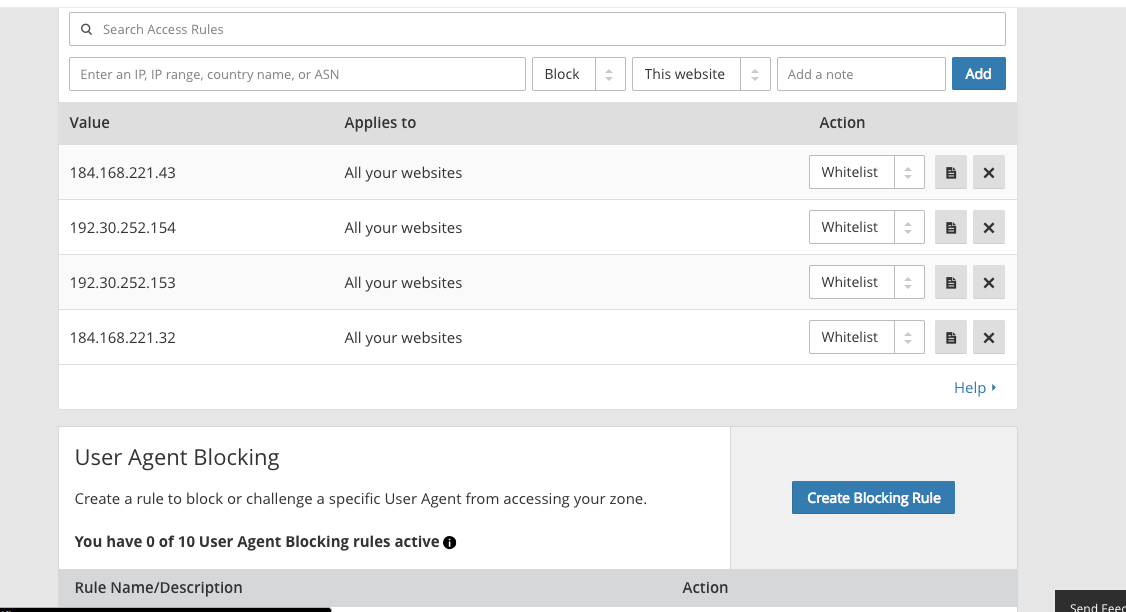 Search Access Rules
Enter an IP, IP range, country name, or ASN Block This website Add a note Add
Value Applies to Action
184.168.221.43 All your websites Whitelist
192.30.252.154 All your websites Whitelist
192.30.252.153 All your websites Whitelist
184.168.221.32 All your websites Whitelist
Help
User Agent Blocking
Create a rule to block or challenge a specific User Agent from accessing your zone.
Create Blocking Rule
You have 0 of 10 User Agent Blocking rules active
Rule Name/Description Action
Send Feed